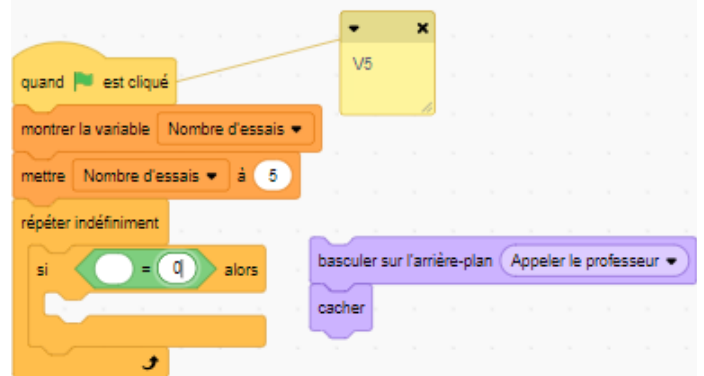 V5
quand est cliqué
montrer la variable Nombre d'essais
mettre Nombre d'essais à 5
répéter indéfiniment
si = 0 alors
basculer sur l'arrière-plan Appeler le professeur
cacher